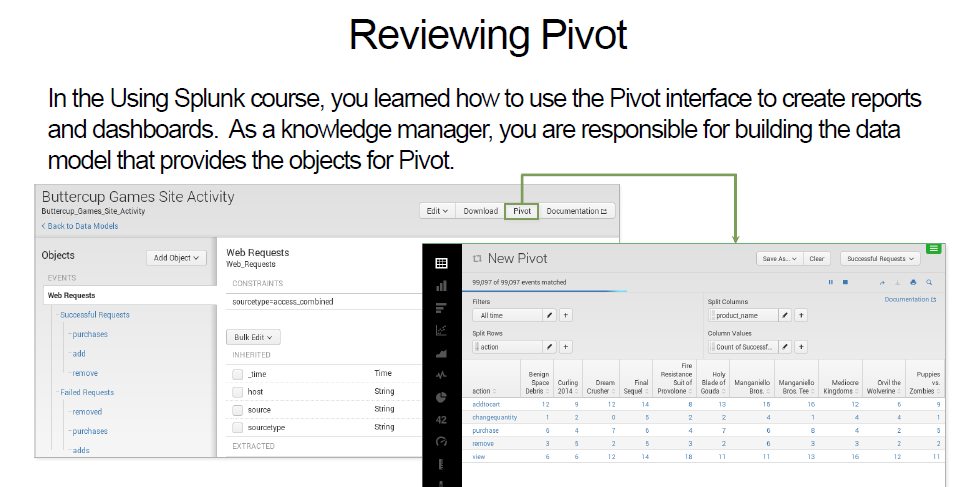 Reviewing Pivot
In the Using Splunk course, you learned how to use the Pivot interface to create reports
and dashboards. As a knowledge manager, you are responsible for building the data
model that provides the objects for Pivot.
Buttercup Games Site Activity
Buttercup_Games_Site_Activity
< Back to Data Models
Edit Download Pivot Documentation
Objects
Add Object
EVENTS
Web Requests
Successful Requests
purchases
add
remove
Failed Requests
removed
purchases
adds
Web Requests
Web_Requests
CONSTRAINTS
sourcetype=access_combined
Bulk Edit
INHERITED
_time Time
host String
source String
sourcetype String
EXTRACTED
42
New Pivot
Save As... Clear Successful Requests
99,097 of 99,097 events matched
Documentation
Filters
All time
Split Rows
action
Split Columns
product_name
Column Values
Count of Successf...
action Benign Space Debris Curling 2014 Dream Crusher Final Sequel Fire Resistance Suit of Provolone Holy Blade of Gouda Manganiello Bros. Manganiello Bros. Tee Mediocre Kingdoms Orvil the Wolverine Puppies vs. Zombies
addtocart 12 9 12 14 8 13 16 16 12 6 9
changequantity 1 2 0 5 2 2 4 1 4 4 1
purchase 6 4 7 6 4 7 6 8 4 2 5
remove 3 5 2 5 3 2 6 3 3 2 2
view 6 6 12 14 18 11 11 13 16 12 11